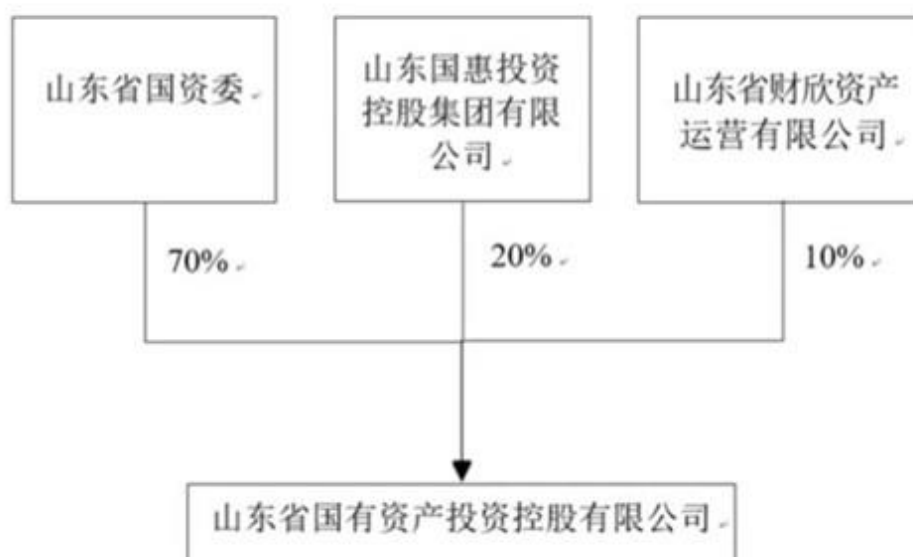 山东省国资委
山东国惠投资
控股集团有限
公司
山东省财欣资产
运营有限公司
70%
20%
10%
山东省国有资产投资控股有限公司